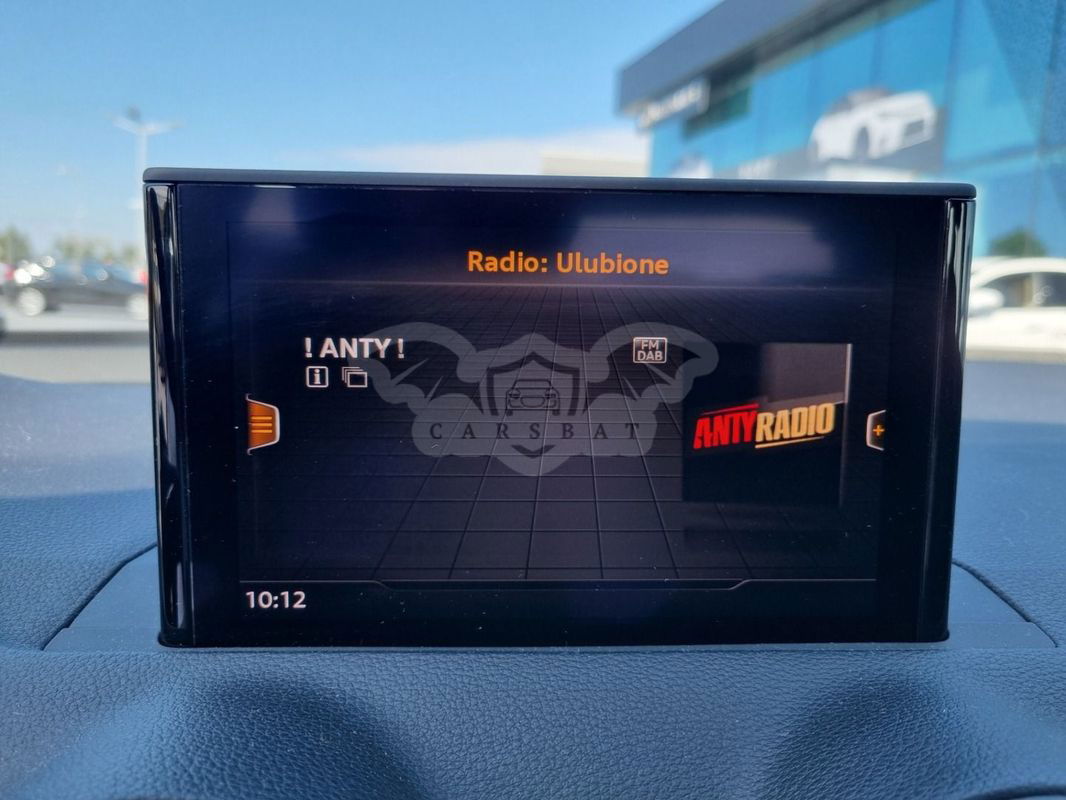 Radio: Ulubione
! ANTY !
FM
DAB
CARSBAT
ANTYRADIO
+
10:12